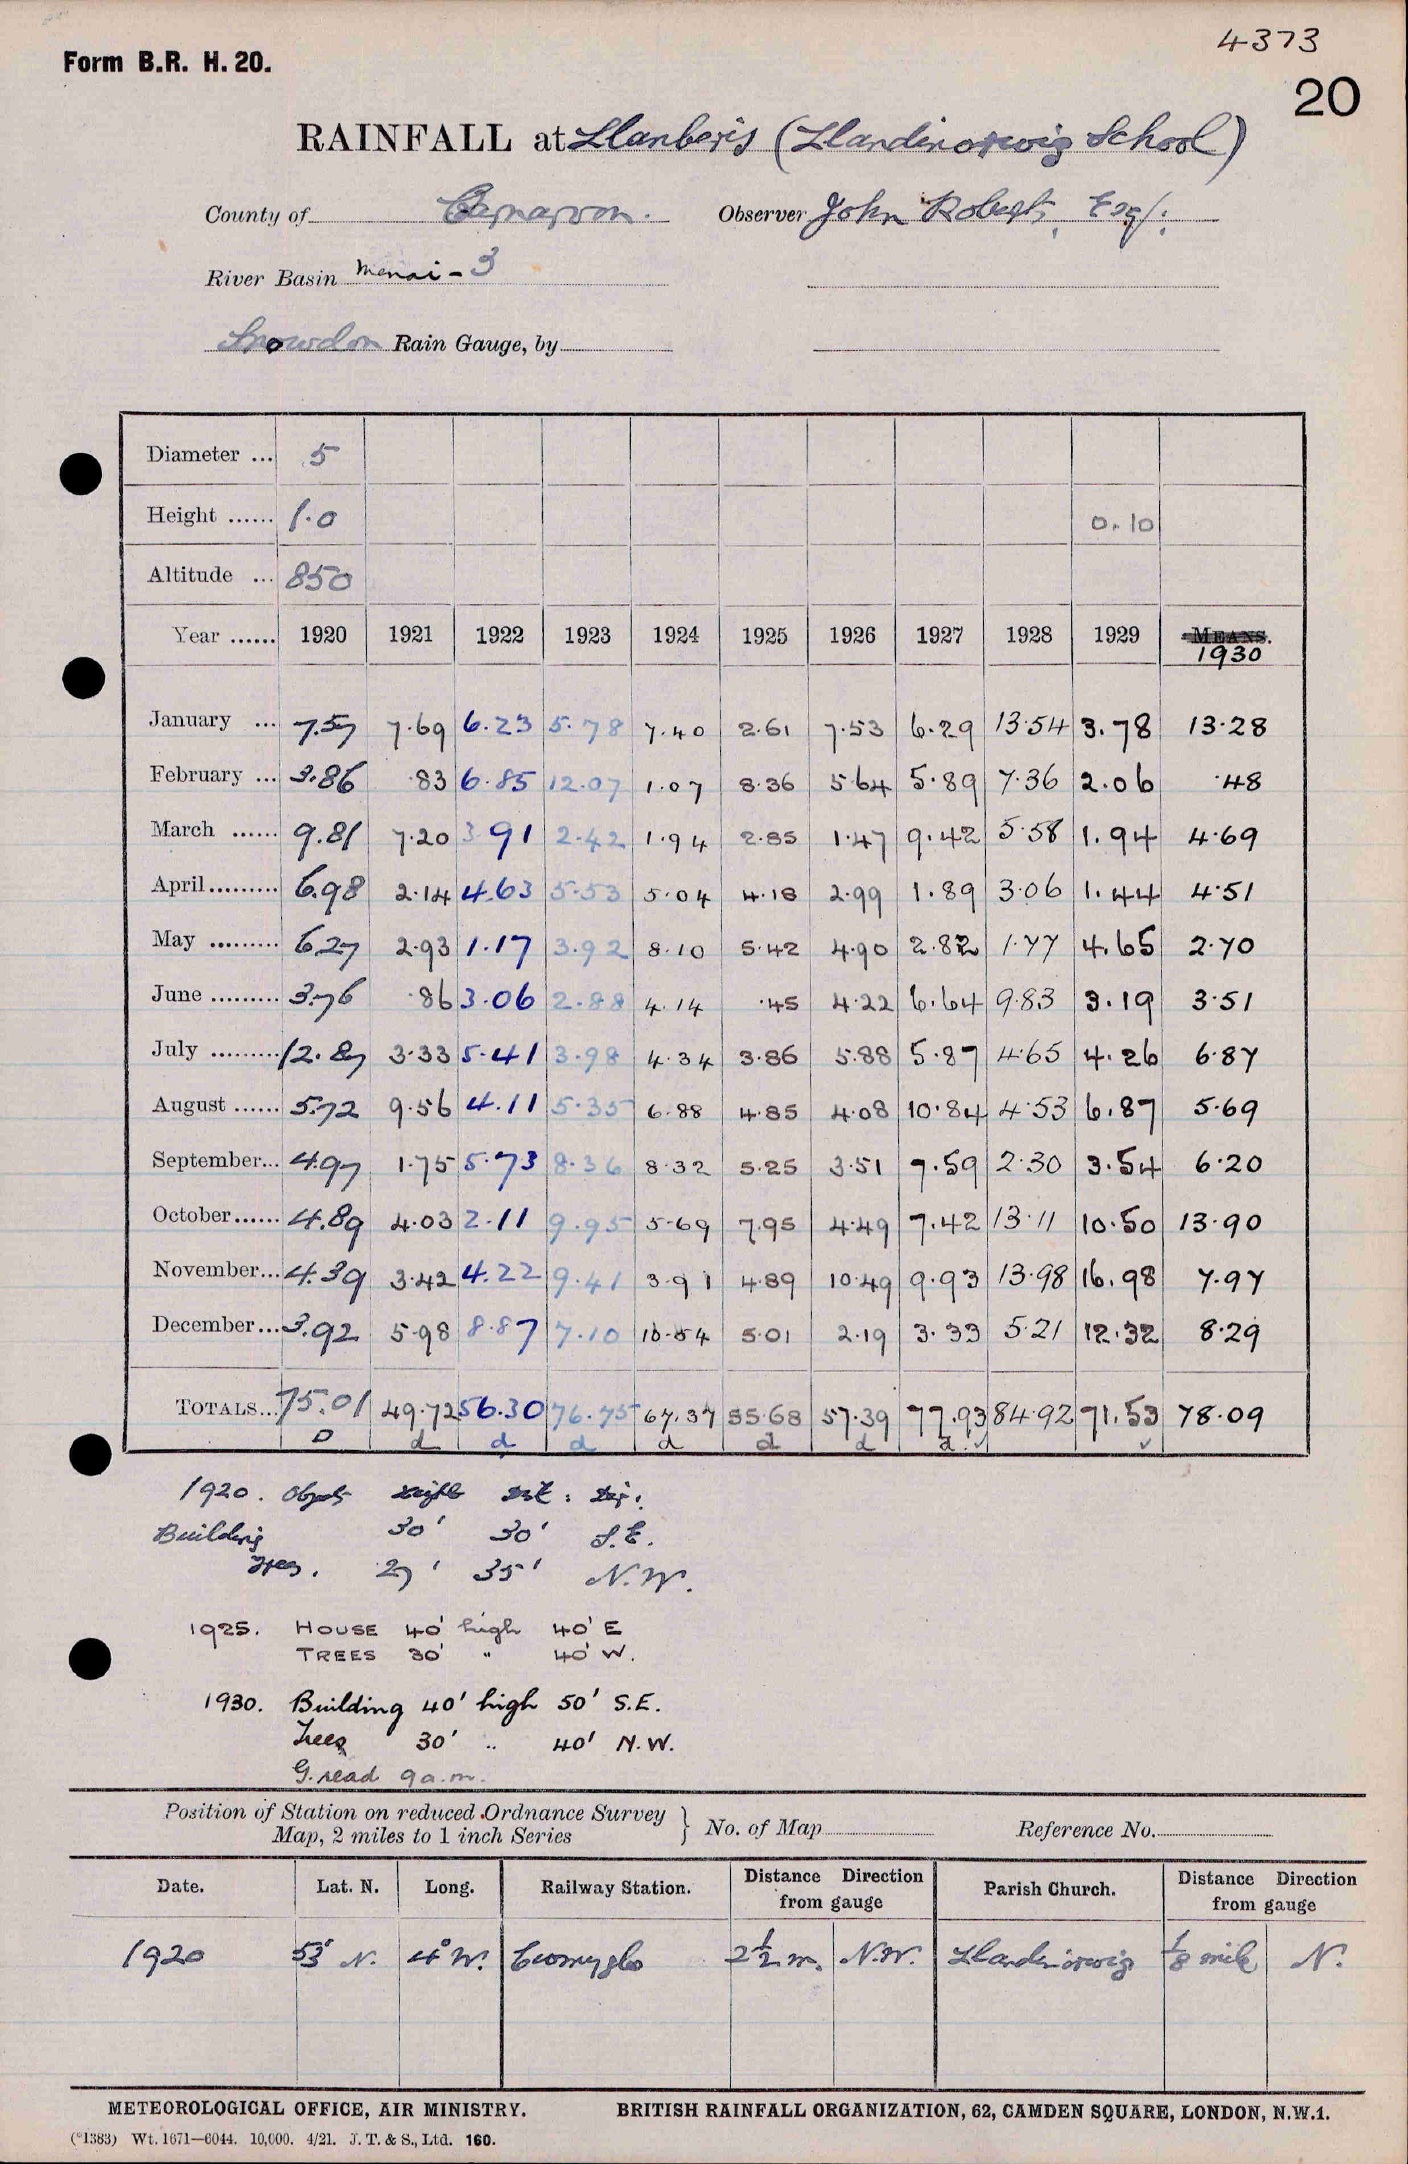 4373
Form B.R. H. 20.
20
RAINFALL at Llanberis (Llandinorwig School)
County of Carnarvon. Observer John Roberts, Esq.
River Basin Menai - 3
Snowdon Rain Gauge, by
Diameter ... 5
Height ...... 1.0 0.10
Altitude ... 850
Year ...... 1920 1921 1922 1923 1924 1925 1926 1927 1928 1929 MEANS.
1930
January ... 7.57 7.69 6.23 5.78 7.40 2.61 7.53 6.29 13.54 3.78 13.28
February ... 3.86 .83 6.85 12.07 1.07 8.36 5.64 5.89 7.36 2.06 .48
March ...... 9.81 7.20 3.91 2.42 1.94 2.85 1.47 9.42 5.58 1.94 4.69
April......... 6.98 2.14 4.63 5.53 5.04 4.18 2.99 1.89 3.06 1.44 4.51
May ......... 6.27 2.93 1.17 3.92 8.10 5.42 4.90 2.82 1.77 4.65 2.70
June ......... 3.76 .86 3.06 2.88 4.14 .45 4.22 6.64 9.83 3.19 3.51
July ......... 12.87 3.33 5.41 3.98 4.34 3.86 5.88 5.87 4.65 4.26 6.87
August ...... 5.72 9.56 4.11 5.35 6.88 4.85 4.08 10.84 4.53 6.87 5.69
September... 4.97 1.75 5.73 8.36 8.32 5.25 3.51 7.59 2.30 3.54 6.20
October...... 4.89 4.03 2.11 9.95 5.69 7.95 4.49 7.42 13.11 10.50 13.90
November... 4.39 3.42 4.22 9.41 3.91 4.89 10.49 9.93 13.98 16.98 7.97
December... 3.92 5.98 8.87 7.10 10.54 5.01 2.19 3.33 5.21 12.32 8.29
TOTALS... 75.01 49.72 56.30 76.75 67.37 55.68 57.39 77.93 84.92 71.53 78.09
D d d d d d d d ✓ ✓
1920. Objects Height Dist: Dir:
Building 30' 30' S.E.
Trees. 27' 35' N.W.
1925. HOUSE 40' high 40' E
TREES 30' " 40' W.
1930. Building 40' high 50' S.E.
Trees 30' " 40' N.W.
G. read 9 a.m.
Position of Station on reduced Ordnance Survey
Map, 2 miles to 1 inch Series } No. of Map Reference No.
Date. Lat. N. Long. Railway Station. Distance Direction from gauge Parish Church. Distance Direction from gauge
1920 53° N. 4° W. Cwmyglo 2½ m. N.W. Llandinorwig ⅛ mile N.
METEOROLOGICAL OFFICE, AIR MINISTRY. BRITISH RAINFALL ORGANIZATION, 62, CAMDEN SQUARE, LONDON, N.W.1.
(*1383) Wt. 1671—6044. 10,000. 4/21. J. T. & S., Ltd. 160.